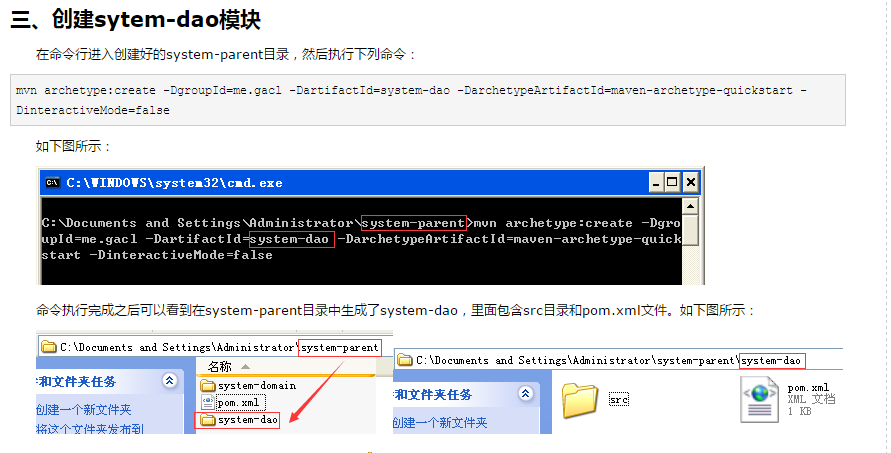 三、创建sytem-dao模块
在命令行进入创建好的system-parent目录，然后执行下列命令：
mvn archetype:create -DgroupId=me.gacl -DartifactId=system-dao -DarchetypeArtifactId=maven-archetype-quickstart -
DinteractiveMode=false
如下图所示：
C:\WINDOWS\system32\cmd.exe
C:\Documents and Settings\Administrator\system-parent>mvn archetype:create -Dgro
upId=me.gacl -DartifactId=system-dao -DarchetypeArtifactId=maven-archetype-quick
start -DinteractiveMode=false
命令执行完成之后可以看到在system-parent目录中生成了system-dao，里面包含src目录和pom.xml文件。如下图所示：
C:\Documents and Settings\Administrator\system-parent
名称
件和文件夹任务
创建一个新文件夹
将这个文件夹发布到
system-domain
pom.xml
system-dao
C:\Documents and Settings\Administrator\system-parent\system-dao
件和文件夹任务
创建一个新文件夹
src
pom.xml
XML 文档
1 KB